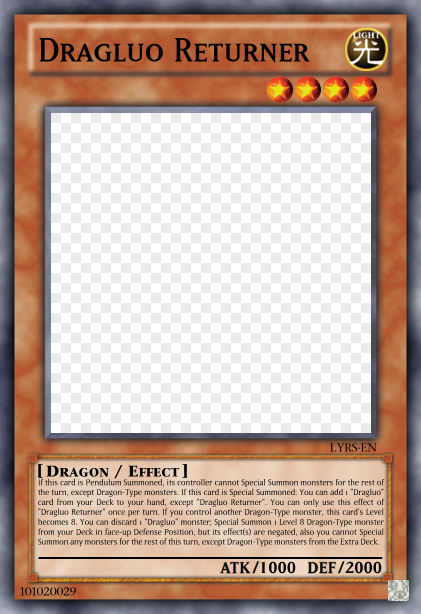 Dragluo Returner
LIGHT
光
LYRS-EN
[Dragon / Effect]
If this card is Pendulum Summoned, its controller cannot Special Summon monsters for the rest of
the turn, except Dragon-Type monsters. If this card is Special Summoned: You can add 1 "Dragluo"
card from your Deck to your hand, except "Dragluo Returner". You can only use this effect of
"Dragluo Returner" once per turn. If you control another Dragon-Type monster, this card's Level
becomes 8. You can discard 1 "Dragluo" monster; Special Summon 1 Level 8 Dragon-Type monster
from your Deck in face-up Defense Position, but its effect(s) are negated, also you cannot Special
Summon any monsters for the rest of this turn, except Dragon-Type monsters from the Extra Deck.
ATK/1000 DEF/2000
101020029